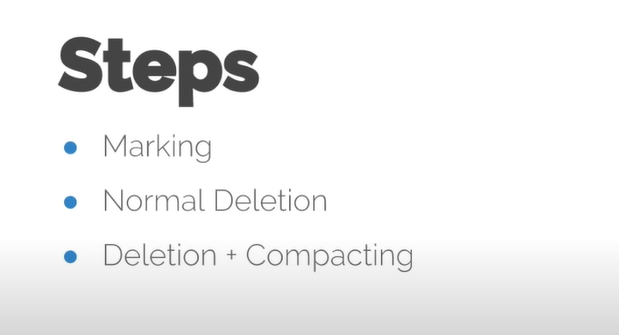 Steps
Marking
Normal Deletion
Deletion + Compacting